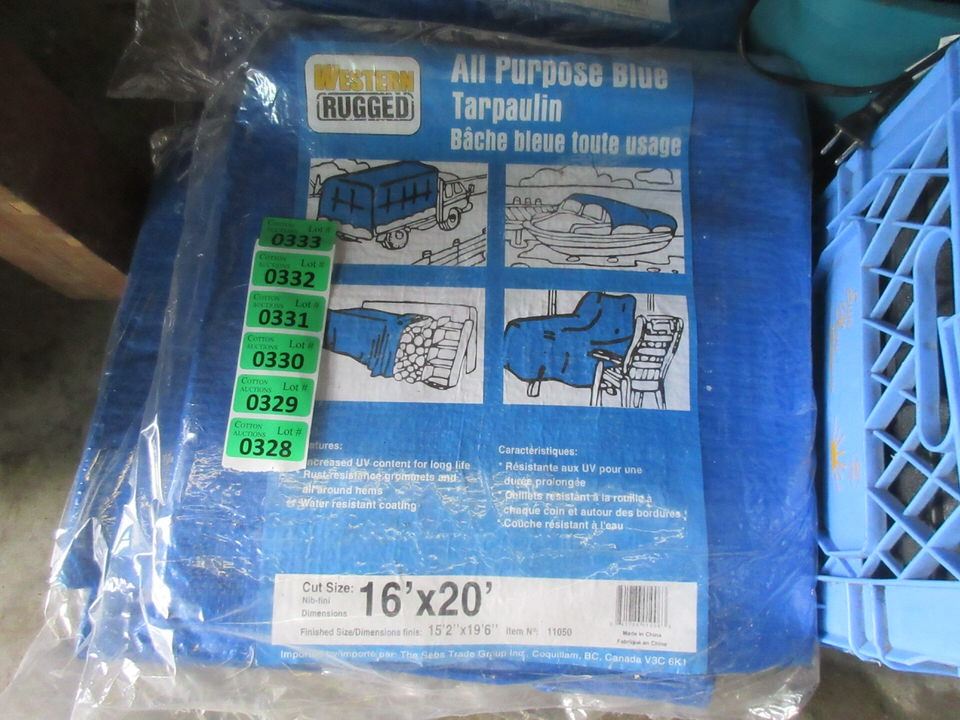 WESTERN
RUGGED
All Purpose Blue
Tarpaulin
Bâche bleue toute usage
COTTON AUCTIONS Lot #
0333
COTTON AUCTIONS Lot #
0332
COTTON AUCTIONS Lot #
0331
COTTON AUCTIONS Lot #
0330
COTTON AUCTIONS Lot #
0329
COTTON AUCTIONS Lot #
0328
Increased UV content for long life
Rust resistance grommets and
all around hems
Water resistant coating
Caractéristiques:
* Résistante aux UV pour une
durée prolongée
Oeillets resistant à la rouille à
chaque coin et autour des bordures
* Couche résistant à l'eau
Cut Size: 16'x20'
Nib-fini
Dimensions
Finished Size/Dimensions finis: 15'2"x19'6" Item Nº: 11050
Made in China
Fabriqué en Chine
Imported by/importé par: The Rebs Trade Group Inc. Coquitlam, BC, Canada V3C 6K1